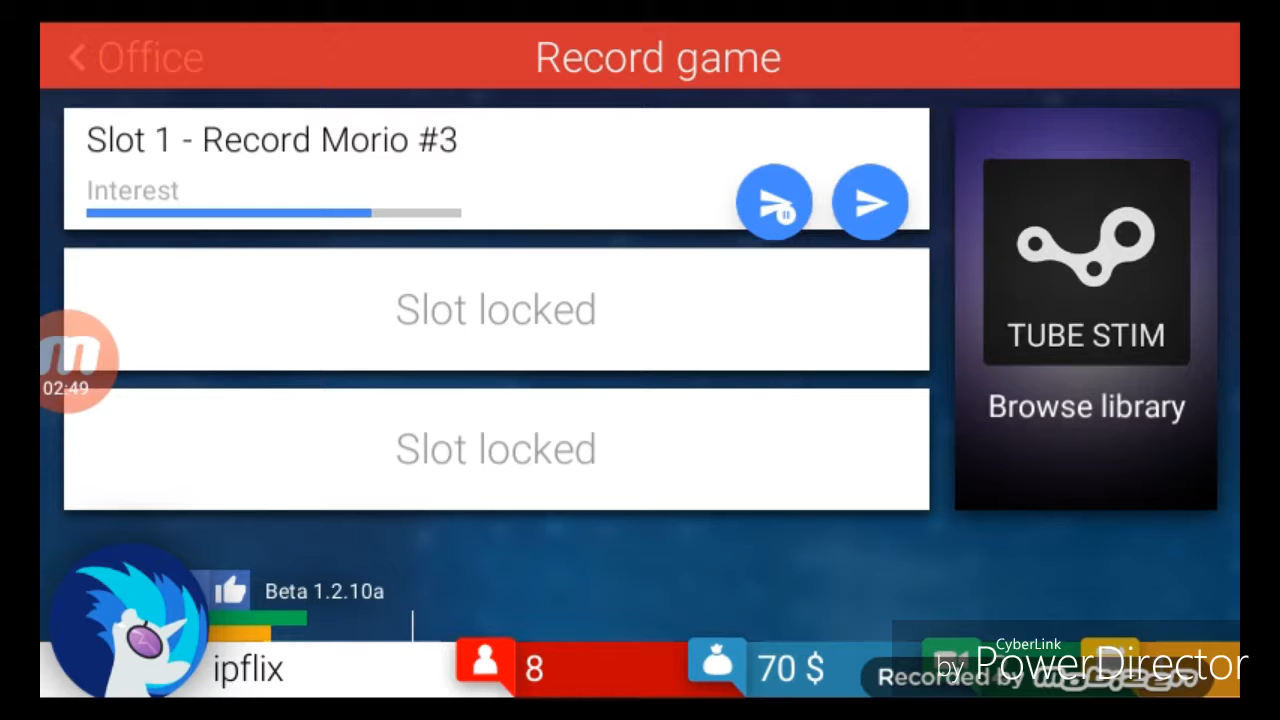 Office
Record game
Slot 1 - Record Morio #3
Interest
Slot locked
Slot locked
TUBE STIM
Browse library
02:49
Beta 1.2.10a
ipflix
8
70 $
CyberLink
by PowerDirector
Recorded by